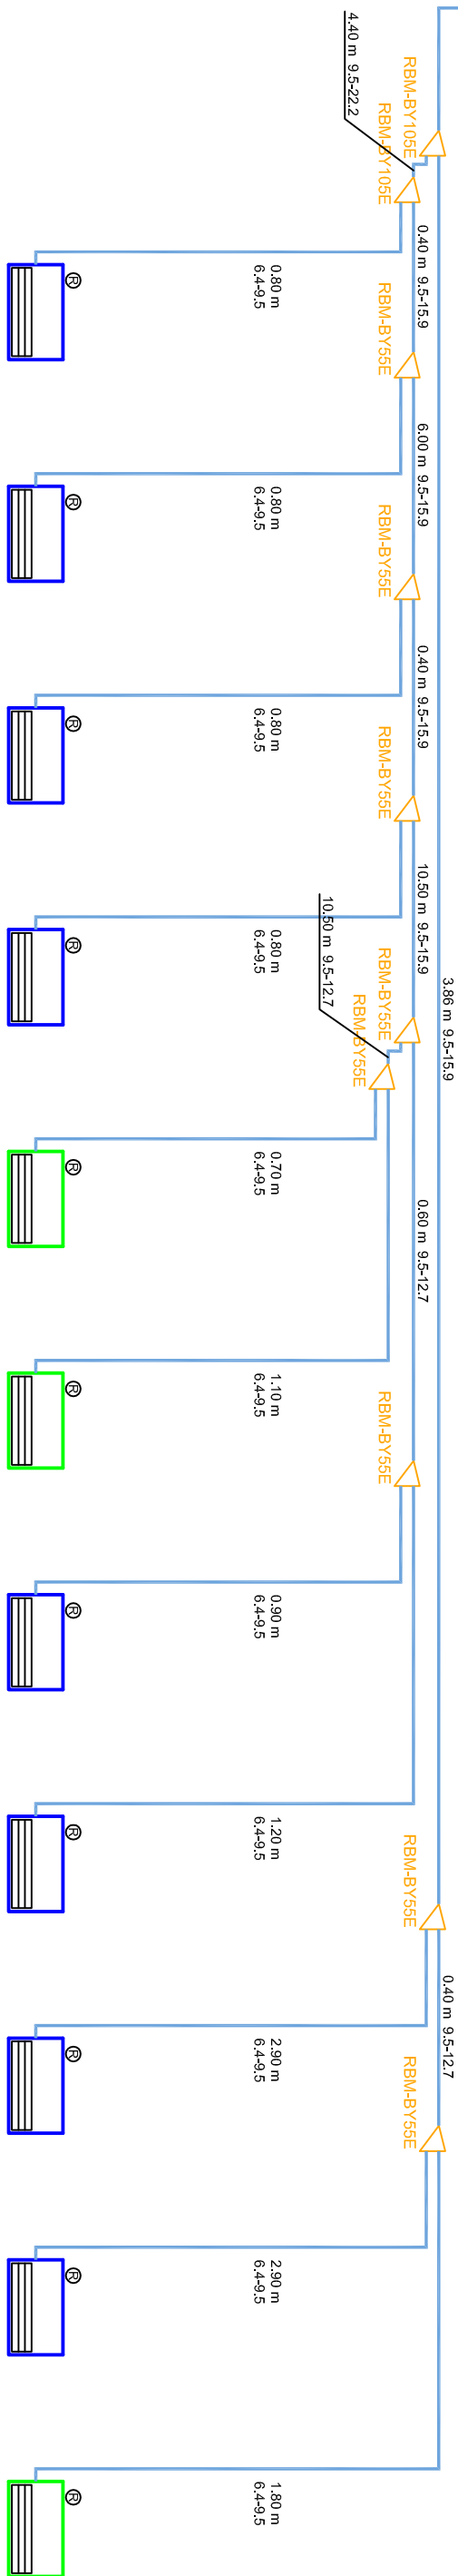 RBM-BY105E
4.40 m 9.5-22.2
RBM-BY105E
0.40 m 9.5-15.9
0.80 m
6.4-9.5
R
RBM-BY55E
6.00 m 9.5-15.9
0.80 m
6.4-9.5
R
RBM-BY55E
0.40 m 9.5-15.9
0.80 m
6.4-9.5
R
RBM-BY55E
10.50 m 9.5-15.9
0.80 m
6.4-9.5
R
3.86 m 9.5-15.9
RBM-BY55E
10.50 m 9.5-12.7
RBM-BY55E
0.60 m 9.5-12.7
0.70 m
6.4-9.5
R
1.10 m
6.4-9.5
R
RBM-BY55E
0.90 m
6.4-9.5
R
1.20 m
6.4-9.5
R
RBM-BY55E
0.40 m 9.5-12.7
2.90 m
6.4-9.5
R
RBM-BY55E
2.90 m
6.4-9.5
R
1.80 m
6.4-9.5
R